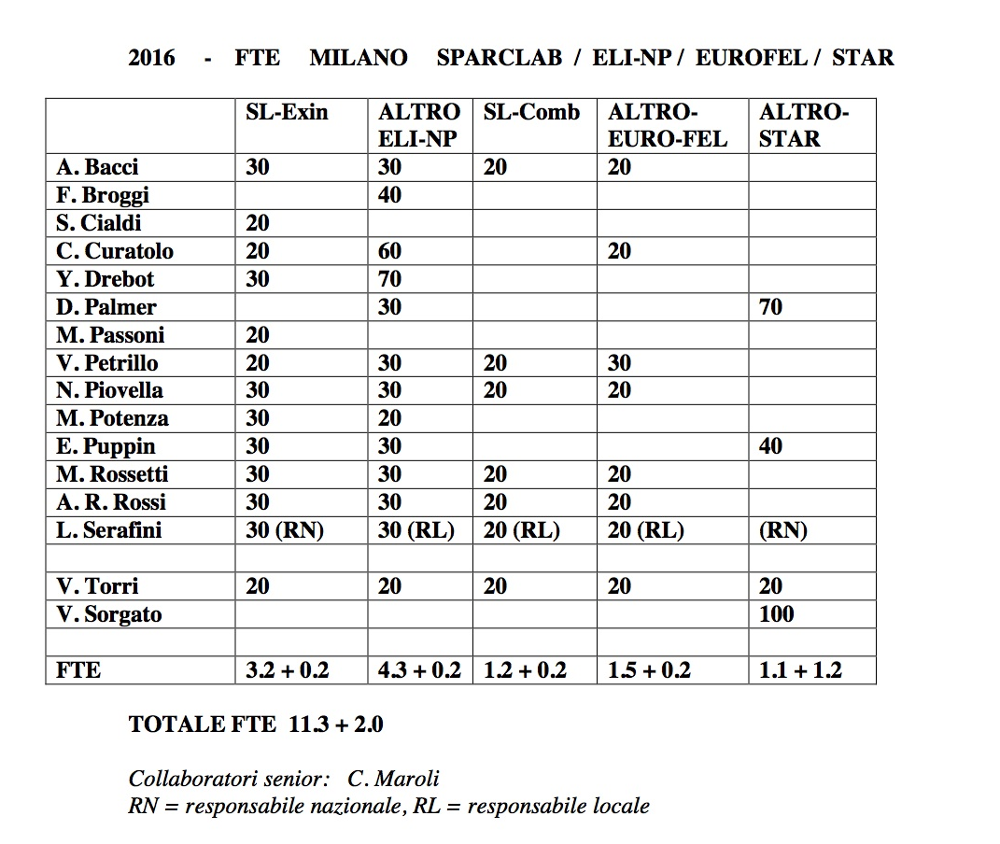 2016 - FTE MILANO SPARCLAB / ELI-NP / EUROFEL / STAR
SL-Exin ALTRO ELI-NP SL-Comb ALTRO-EURO-FEL ALTRO-STAR
A. Bacci 30 30 20 20
F. Broggi 40
S. Cialdi 20
C. Curatolo 20 60 20
Y. Drebot 30 70
D. Palmer 30 70
M. Passoni 20
V. Petrillo 20 30 20 30
N. Piovella 30 30 20 20
M. Potenza 30 20
E. Puppin 30 30 40
M. Rossetti 30 30 20 20
A. R. Rossi 30 30 20 20
L. Serafini 30 (RN) 30 (RL) 20 (RL) 20 (RL) (RN)
V. Torri 20 20 20 20 20
V. Sorgato 100
FTE 3.2 + 0.2 4.3 + 0.2 1.2 + 0.2 1.5 + 0.2 1.1 + 1.2
TOTALE FTE 11.3 + 2.0
Collaboratori senior: C. Maroli
RN = responsabile nazionale, RL = responsabile locale